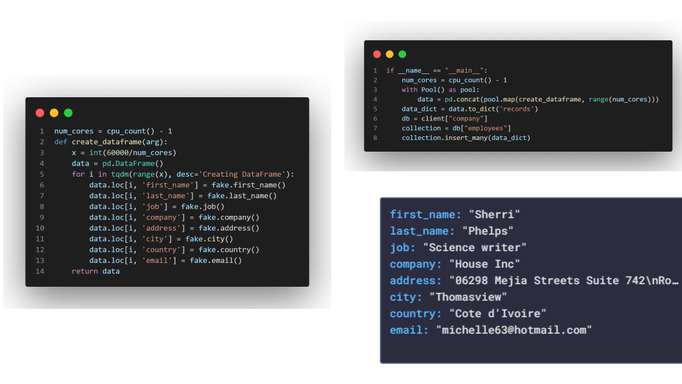 1 num_cores = cpu_count() - 1
2 def create_dataframe(arg):
3 x = int(60000/num_cores)
4 data = pd.DataFrame()
5 for i in tqdm(range(x), desc='Creating DataFrame'):
6 data.loc[i, 'first_name'] = fake.first_name()
7 data.loc[i, 'last_name'] = fake.last_name()
8 data.loc[i, 'job'] = fake.job()
9 data.loc[i, 'company'] = fake.company()
10 data.loc[i, 'address'] = fake.address()
11 data.loc[i, 'city'] = fake.city()
12 data.loc[i, 'country'] = fake.country()
13 data.loc[i, 'email'] = fake.email()
14 return data
1 if __name__ == "__main__":
2 num_cores = cpu_count() - 1
3 with Pool() as pool:
4 data = pd.concat(pool.map(create_dataframe, range(num_cores)))
5 data_dict = data.to_dict('records')
6 db = client["company"]
7 collection = db["employees"]
8 collection.insert_many(data_dict)
first_name: "Sherri"
last_name: "Phelps"
job: "Science writer"
company: "House Inc"
address: "06298 Mejia Streets Suite 742\nRo…
city: "Thomasview"
country: "Cote d'Ivoire"
email: "michelle63@hotmail.com"